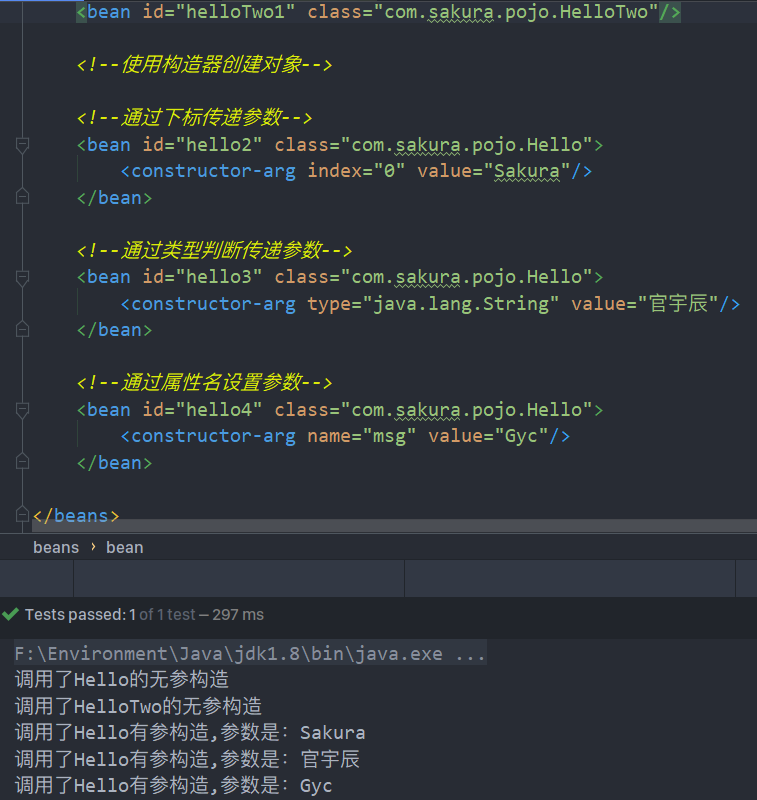 <bean id="helloTwo1" class="com.sakura.pojo.HelloTwo"/>
<!--使用构造器创建对象-->
<!--通过下标传递参数-->
<bean id="hello2" class="com.sakura.pojo.Hello">
<constructor-arg index="0" value="Sakura"/>
</bean>
<!--通过类型判断传递参数-->
<bean id="hello3" class="com.sakura.pojo.Hello">
<constructor-arg type="java.lang.String" value="官宇辰"/>
</bean>
<!--通过属性名设置参数-->
<bean id="hello4" class="com.sakura.pojo.Hello">
<constructor-arg name="msg" value="Gyc"/>
</bean>
</beans>
beans › bean
Tests passed: 1 of 1 test – 297 ms
F:\Environment\Java\jdk1.8\bin\java.exe ...
调用了Hello的无参构造
调用了HelloTwo的无参构造
调用了Hello有参构造,参数是：Sakura
调用了Hello有参构造,参数是：官宇辰
调用了Hello有参构造,参数是：Gyc